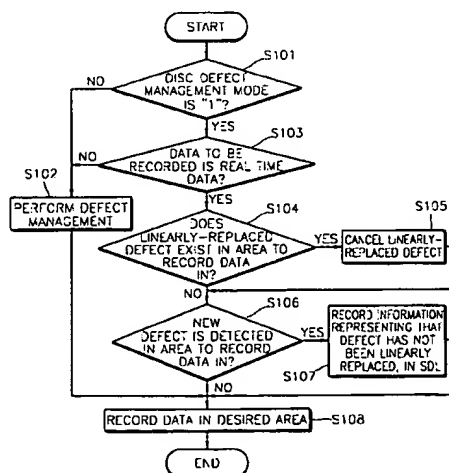 START
S101
DISC DEFECT
MANAGEMENT MODE
IS "1"?
NO
YES
S103
DATA TO BE
RECORDED IS REAL TIME
DATA?
NO
YES
S102
PERFORM DEFECT
MANAGEMENT
S104
DOES
LINEARLY-REPLACED
DEFECT EXIST IN AREA TO
RECORD DATA
IN?
YES
S105
CANCEL LINEARLY-
REPLACED DEFECT
NO
S106
NEW
DEFECT IS DETECTED
IN AREA TO RECORD
DATA IN?
YES
RECORD INFORMATION
REPRESENTING THAT
DEFECT HAS NOT
BEEN LINEARLY
REPLACED, IN SDL
S107
NO
RECORD DATA IN DESIRED AREA
S108
END